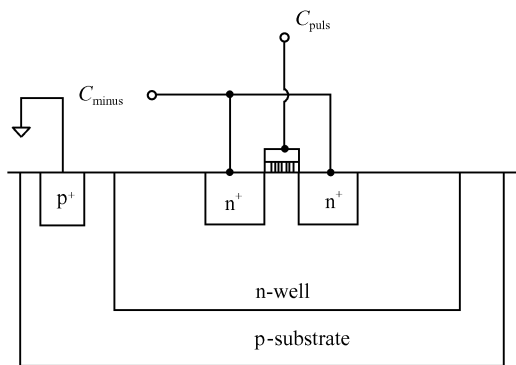 C_puls
C_minus
p⁺
n⁺
n⁺
n-well
p-substrate